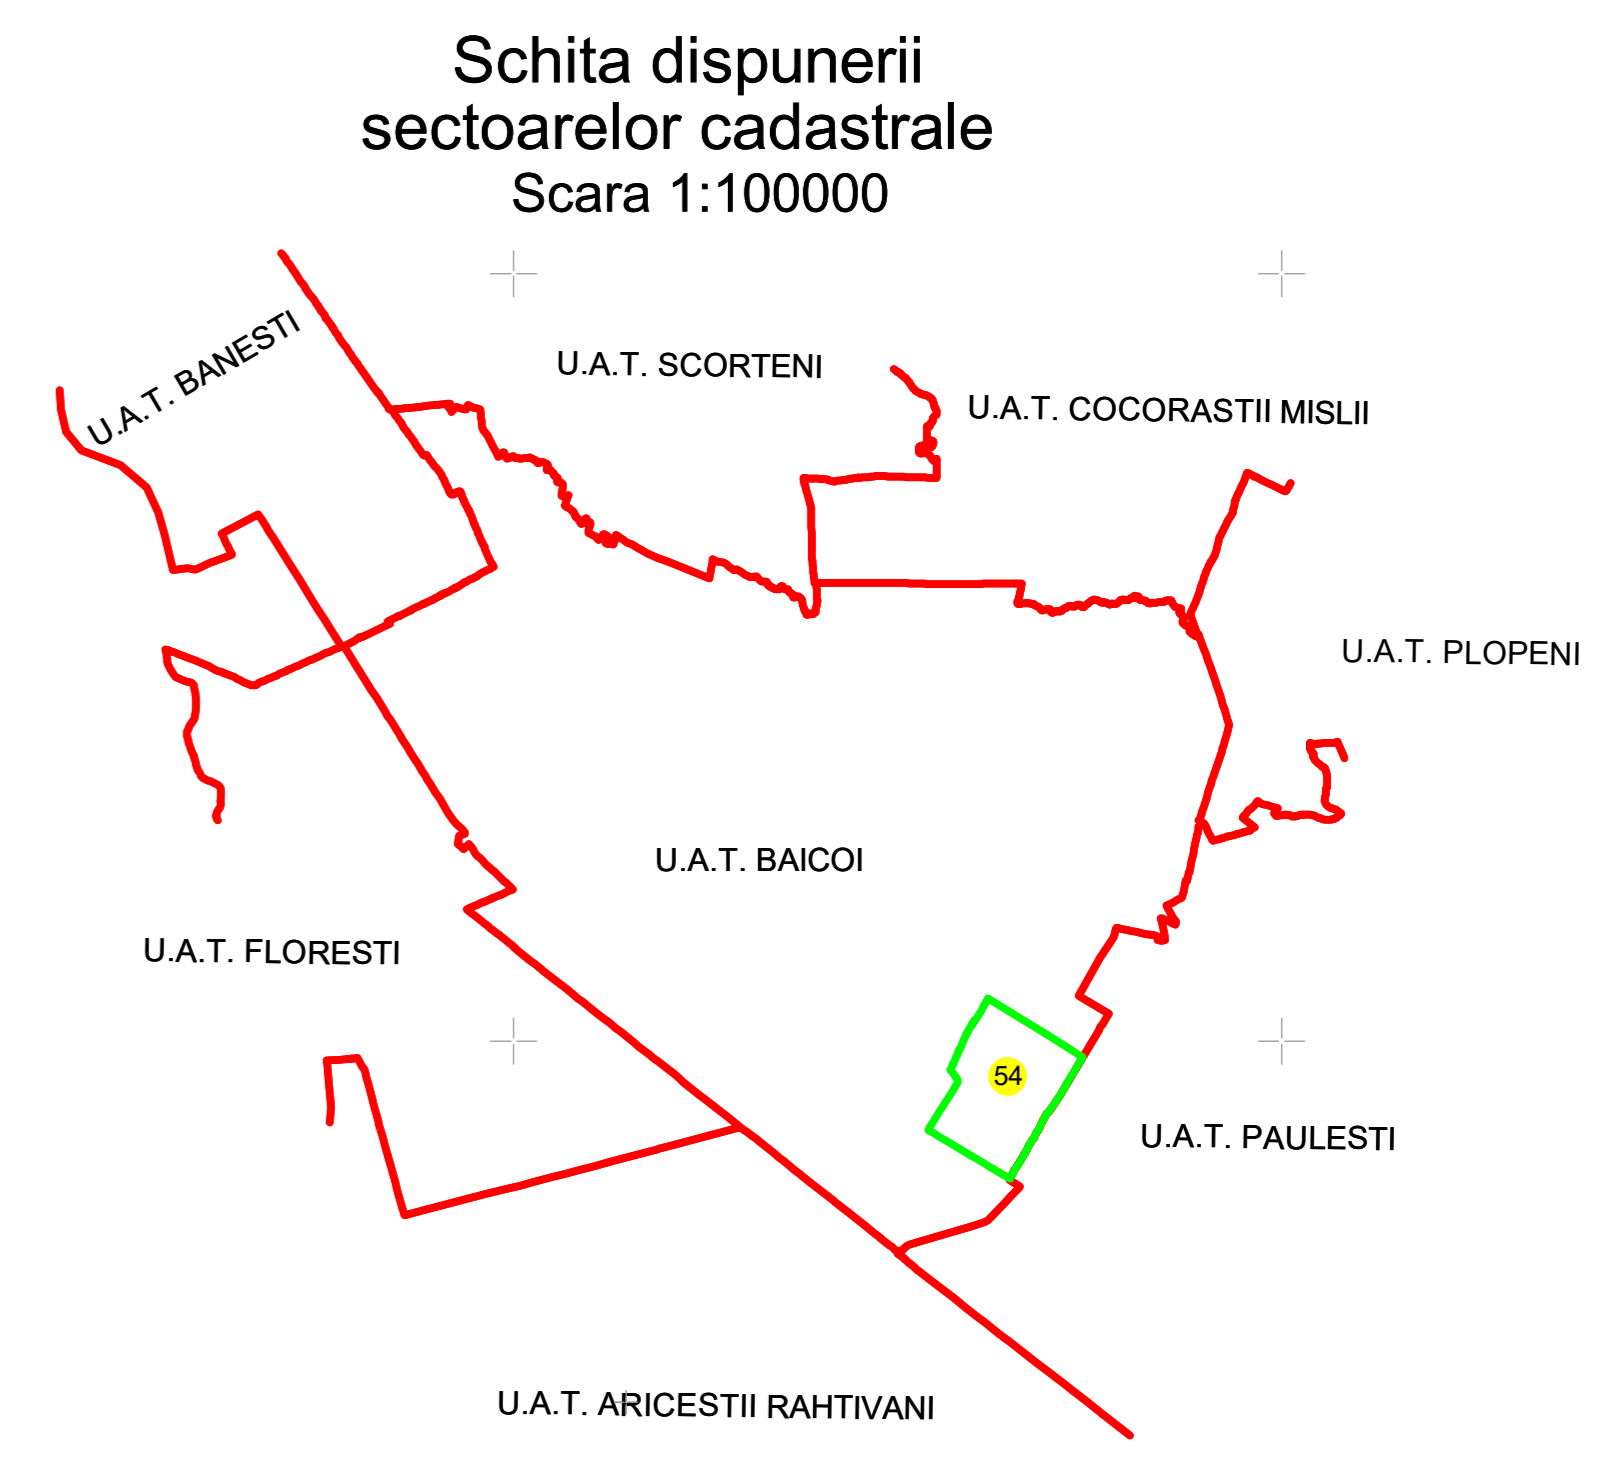 Schita dispunerii
sectoarelor cadastrale
Scara 1:100000
U.A.T. BANESTI
U.A.T. SCORTENI
U.A.T. COCORASTII MISLII
U.A.T. PLOPENI
U.A.T. BAICOI
U.A.T. FLORESTI
54
U.A.T. PAULESTI
U.A.T. ARICESTII RAHTIVANI